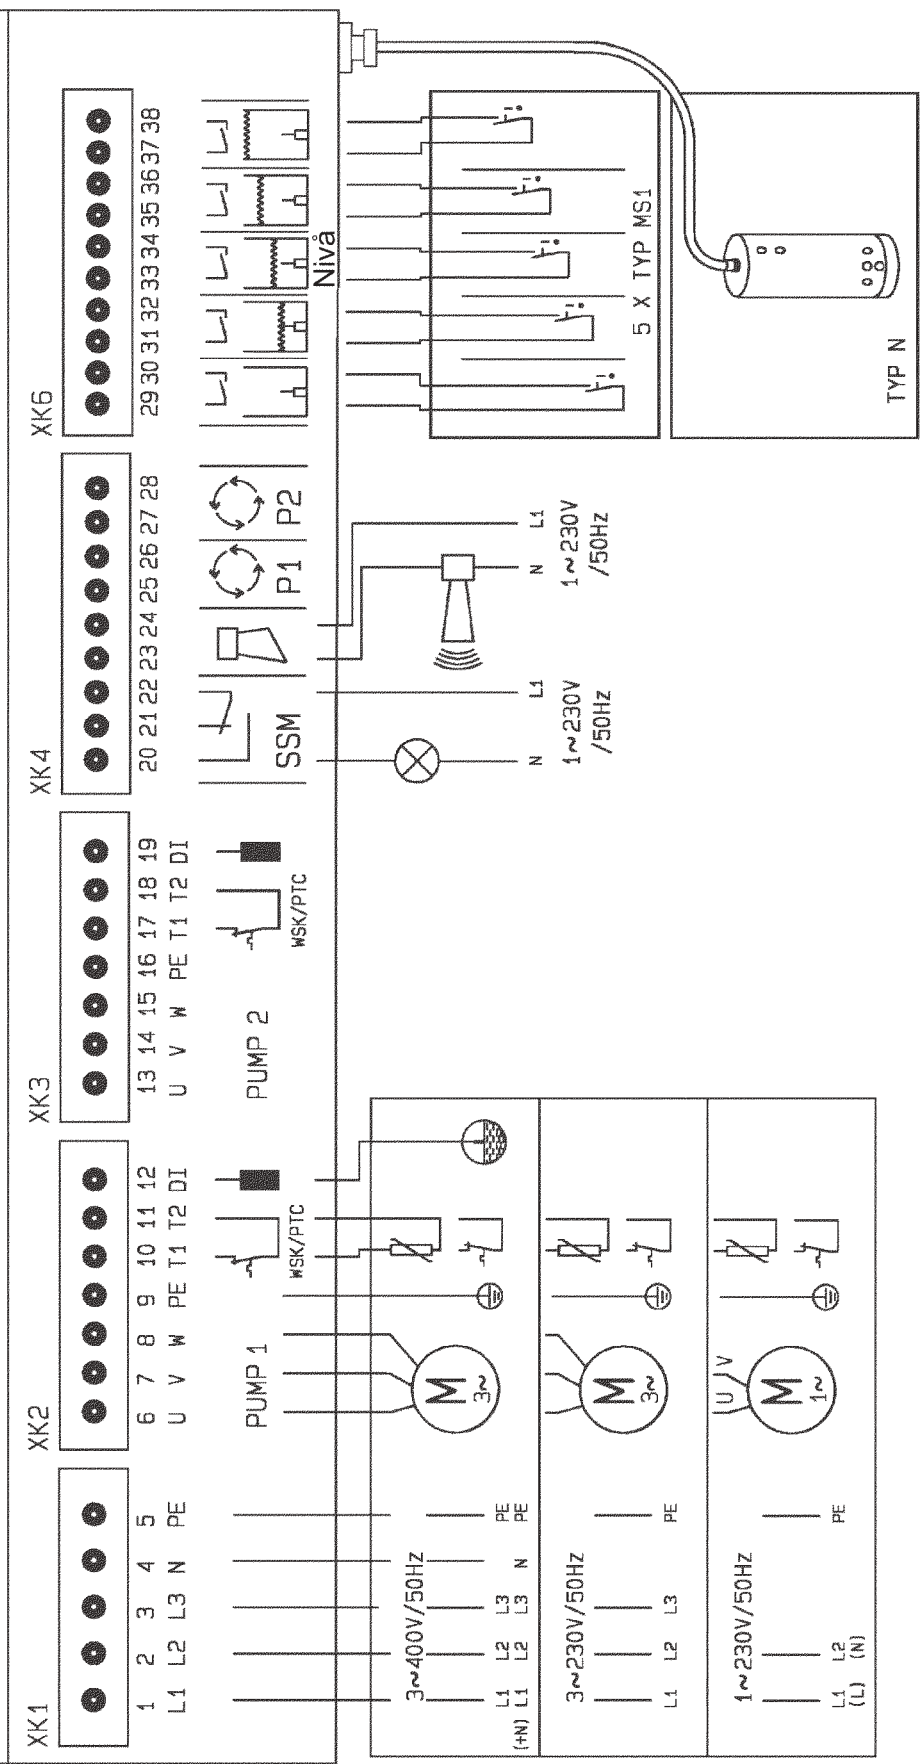 XK1
1 2 3 4 5
L1 L2 L3 N PE
XK2
6 7 8 9 10 11 12
U V W PE T1 T2 DI
PUMP 1
WSK/PTC
XK3
13 14 15 16 17 18 19
U V W PE T1 T2 DI
PUMP 2
WSK/PTC
XK4
20 21 22 23 24 25 26 27 28
SSM
P1
P2
XK6
29 30 31 32 33 34 35 36 37 38
Nivå
3~400V/50Hz
L1 L2 L3 PE
(+N) L1 L2 L3 N PE
M
3~
3~230V/50Hz
L1 L2 L3 PE
M
3~
1~230V/50Hz
L1 L2 PE
(L) (N)
U V
M
1~
N L1
1~230V
/50Hz
N L1
1~230V
/50Hz
5 X TYP MS1
TYP N